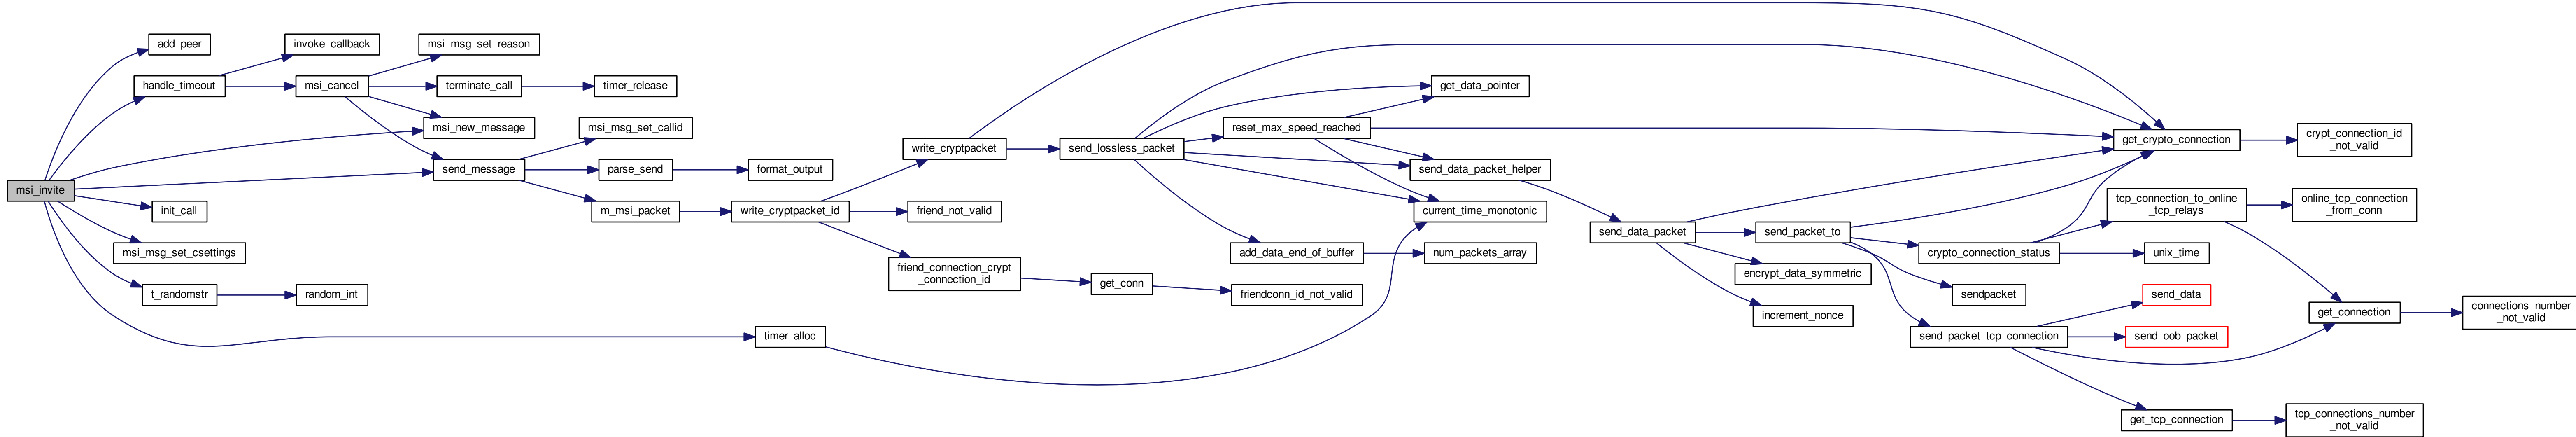 msi_invite
add_peer
handle_timeout
invoke_callback
msi_cancel
msi_msg_set_reason
terminate_call
timer_release
msi_new_message
send_message
msi_msg_set_callid
parse_send
format_output
m_msi_packet
init_call
msi_msg_set_csettings
t_randomstr
random_int
timer_alloc
write_cryptpacket_id
write_cryptpacket
friend_not_valid
friend_connection_crypt
_connection_id
get_conn
friendconn_id_not_valid
send_lossless_packet
reset_max_speed_reached
get_data_pointer
send_data_packet_helper
current_time_monotonic
add_data_end_of_buffer
num_packets_array
send_data_packet
send_packet_to
encrypt_data_symmetric
increment_nonce
crypto_connection_status
sendpacket
send_packet_tcp_connection
get_crypto_connection
crypt_connection_id
_not_valid
tcp_connection_to_online
_tcp_relays
online_tcp_connection
_from_conn
unix_time
send_data
send_oob_packet
get_connection
connections_number
_not_valid
get_tcp_connection
tcp_connections_number
_not_valid